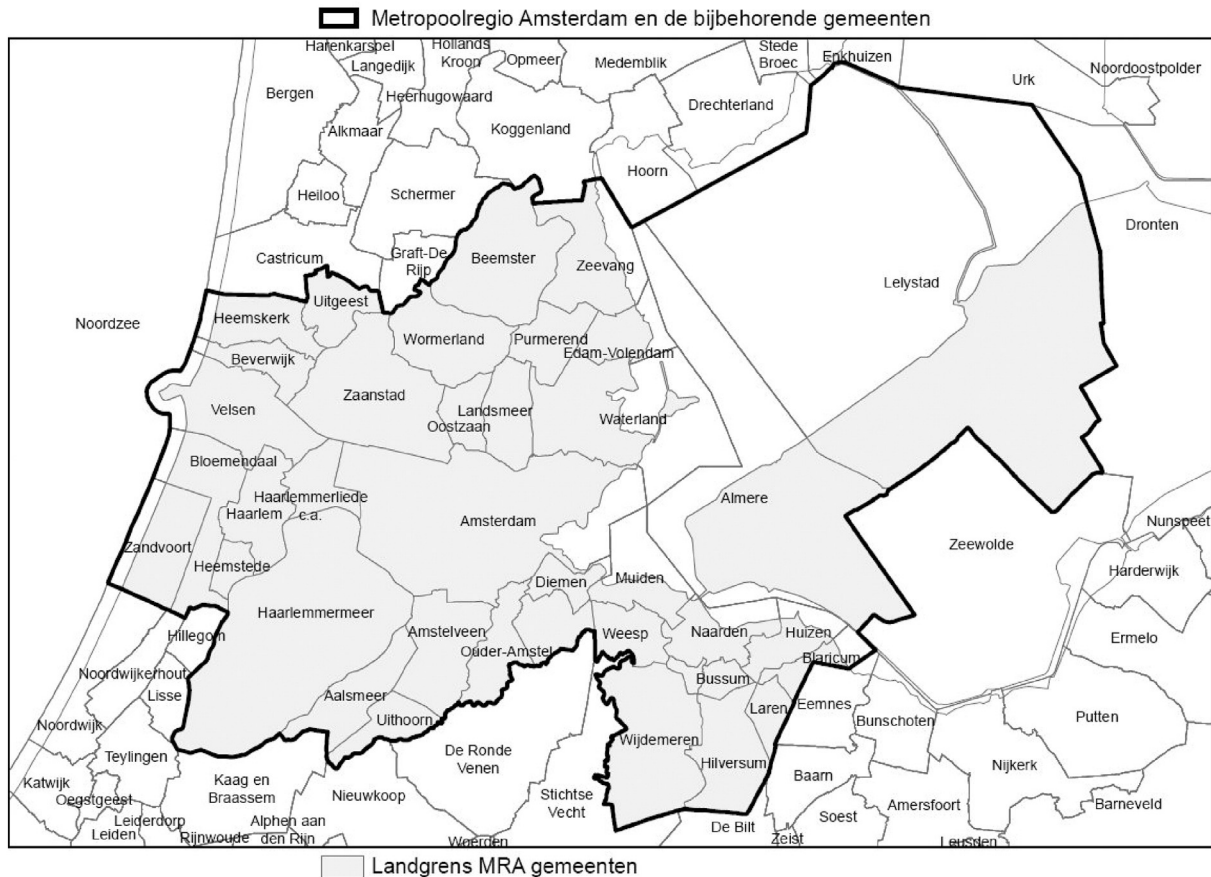 Metropoolregio Amsterdam en de bijbehorende gemeenten
Harenkarspel
Langedijk
Hollands
Kroon
Opmeer
Medemblik
Stede
Broec
Enkhuizen
Urk
Noordoostpolder
Bergen
Heerhugowaard
Drechterland
Alkmaar
Koggenland
Hoorn
Heiloo
Schermer
Dronten
Castricum
Graft-De
Rijp
Beemster
Zeevang
Lelystad
Noordzee
Uitgeest
Heemskerk
Wormerland
Purmerend
Edam-Volendam
Beverwijk
Velsen
Zaanstad
Landsmeer
Oostzaan
Waterland
Bloemendaal
Haarlemmerliede
c.a.
Haarlem
Amsterdam
Almere
Zeewolde
Nunspeet
Zandvoort
Heemstede
Diemen
Muiden
Harderwijk
Haarlemmermeer
Amstelveen
Weesp
Naarden
Huizen
Ermelo
Hillegom
Ouder-Amstel
Blaricum
Noordwijkerhout
Lisse
Aalsmeer
Bussum
Laren
Eemnes
Bunschoten
Putten
Noordwijk
Uithoorn
Wijdemeren
Teylingen
De Ronde
Venen
Hilversum
Baarn
Nijkerk
Katwijk
Kaag en
Braassem
Nieuwkoop
Stichtse
Vecht
Oegstgeest
Leiderdorp
Leiden
Rijnwoude
Alphen aan
den Rijn
Woerden
De Bilt
Zeist
Soest
Amersfoort
Barneveld
Leusden
Landgrens MRA gemeenten